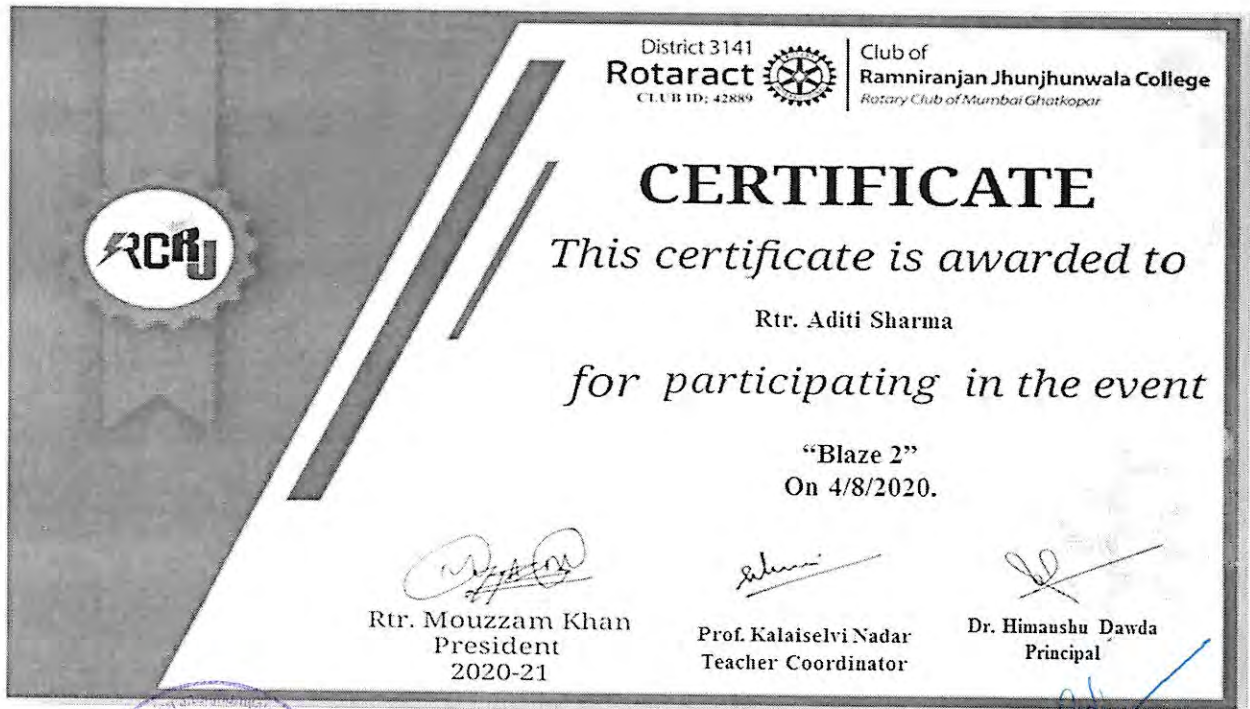 District 3141
Rotaract
CLUB ID: 42889
Club of
Ramniranjan Jhunjhunwala College
Rotary Club of Mumbai Ghatkopar
RCRJ
CERTIFICATE
This certificate is awarded to
Rtr. Aditi Sharma
for participating in the event
“Blaze 2”
On 4/8/2020.
Rtr. Mouzzam Khan
President
2020-21
Prof. Kalaiselvi Nadar
Teacher Coordinator
Dr. Himanshu Dawda
Principal